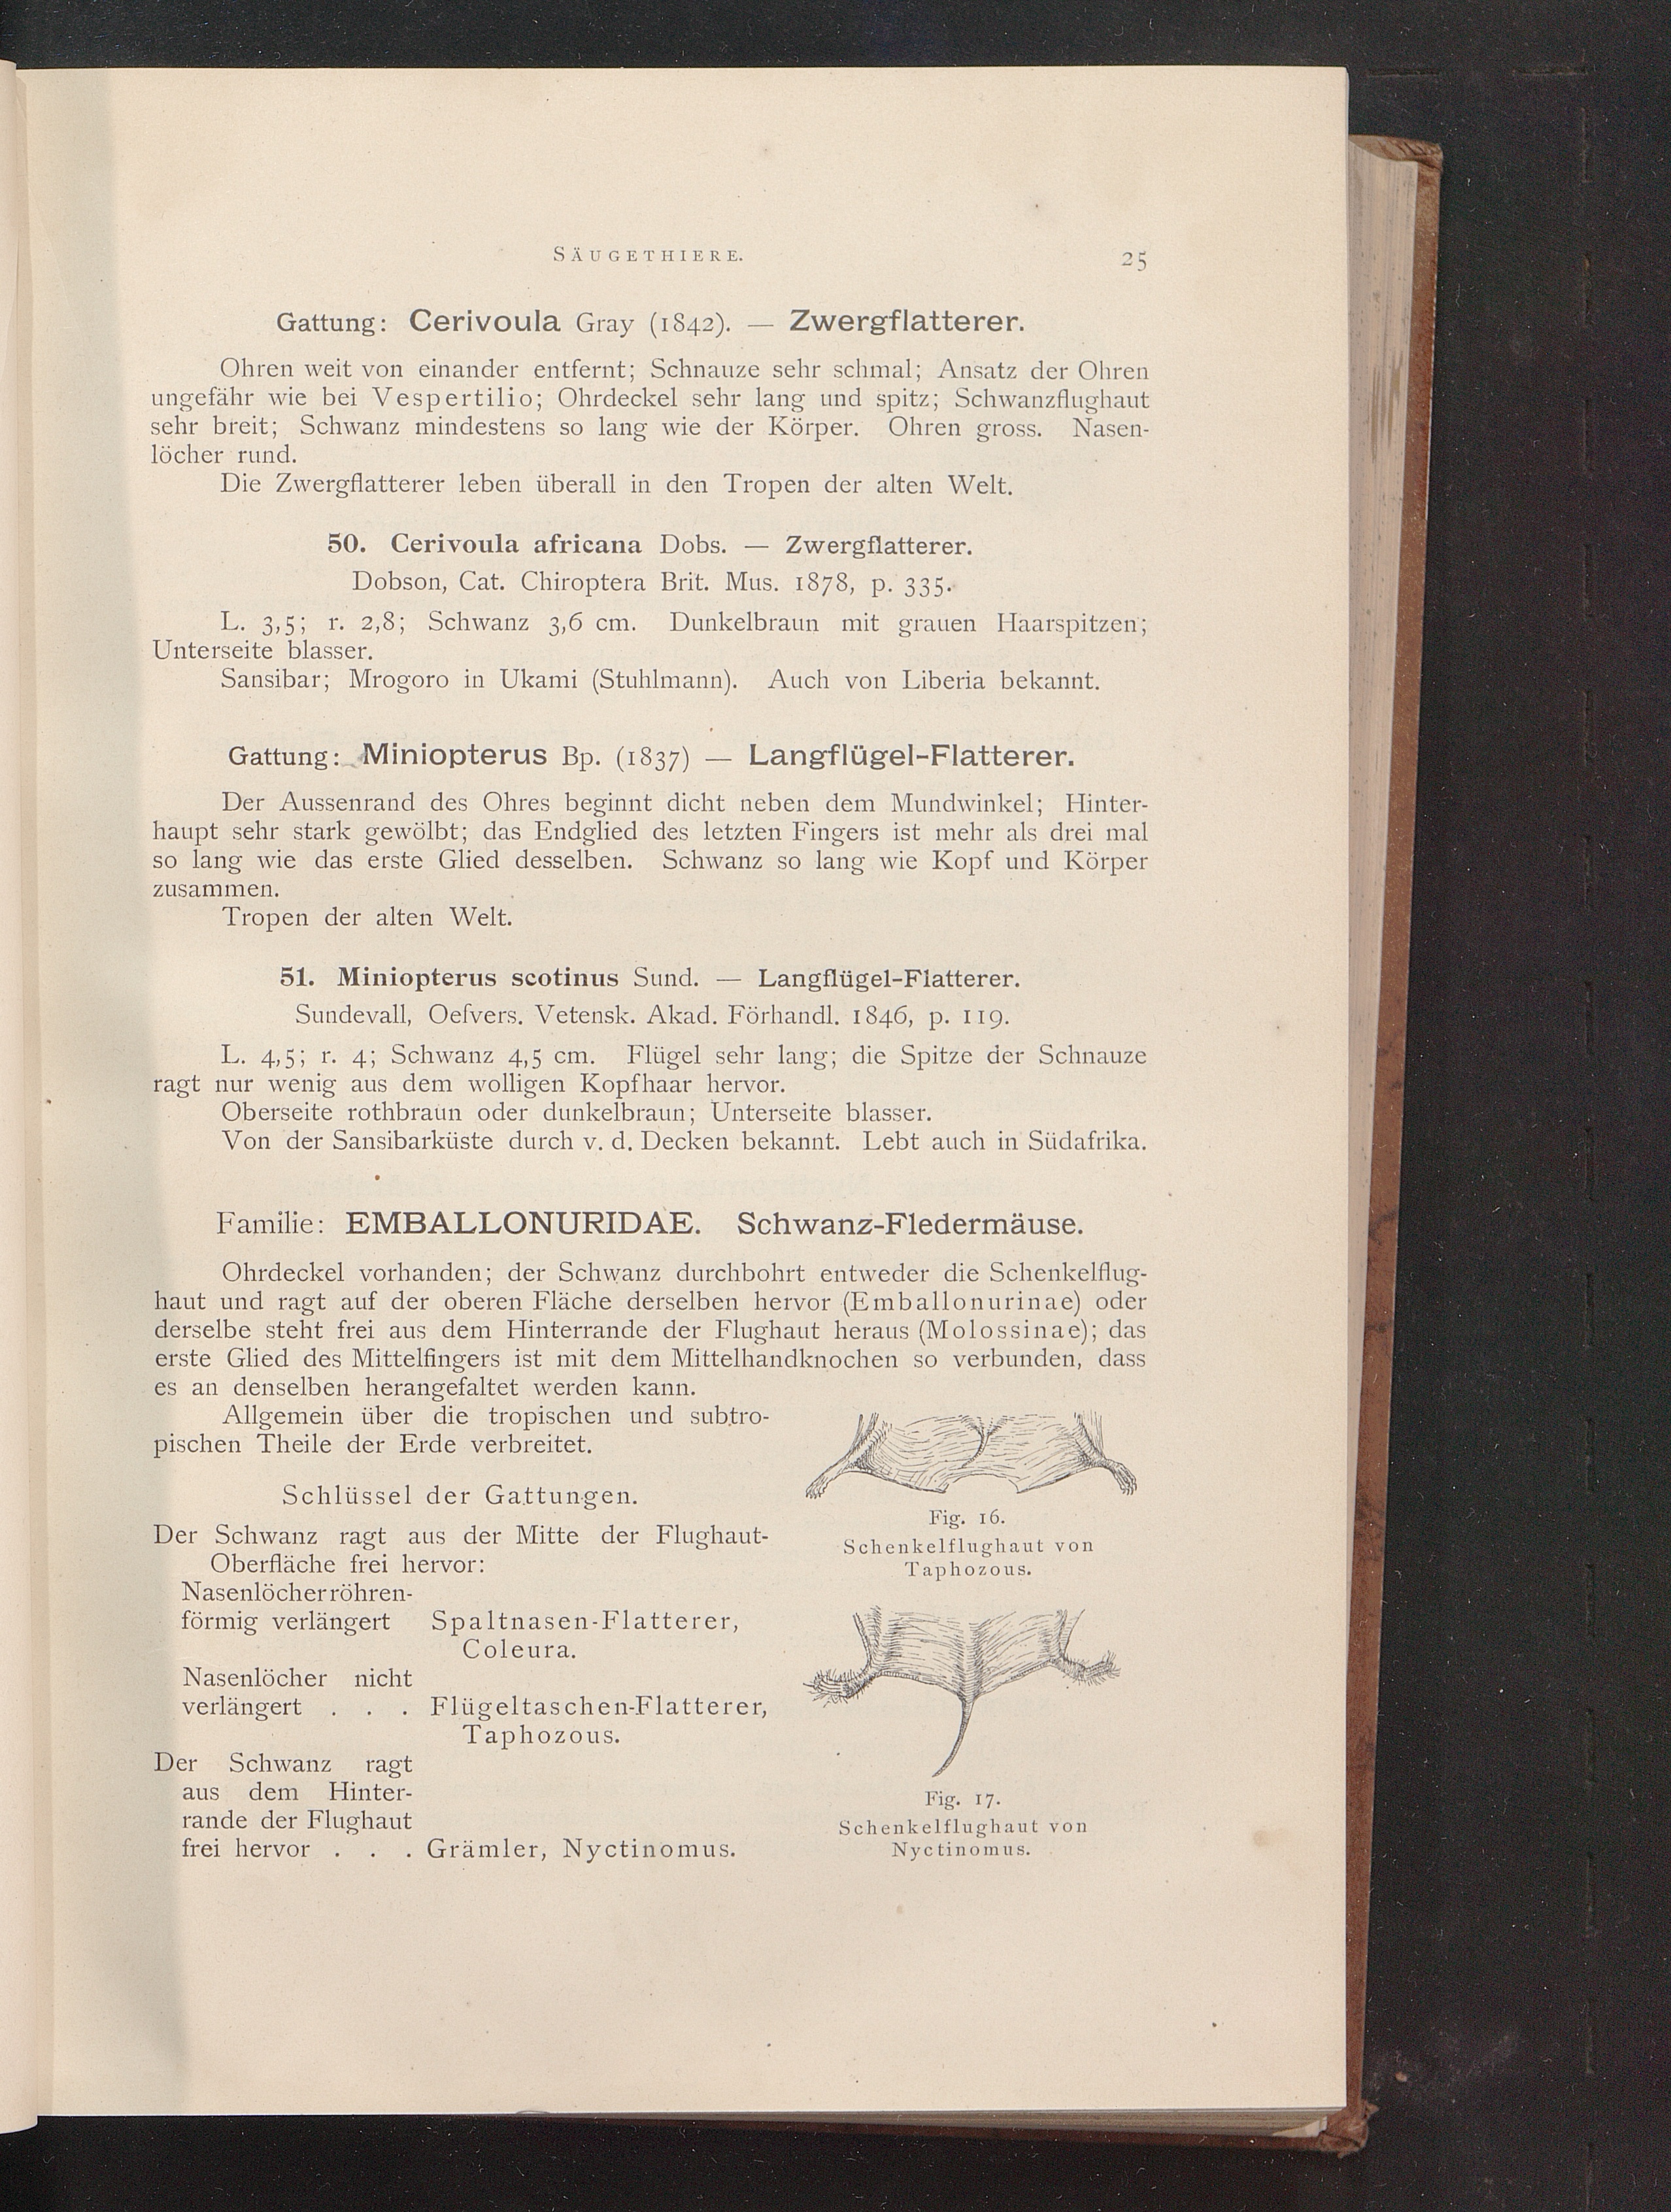 SÄUGETHIERE.
25
Gattung: Cerivoula Gray (1842). — Zwergflatterer.
Ohren weit von einander entfernt; Schnauze sehr schmal; Ansatz der Ohren
ungefähr wie bei Vespertilio; Ohrdeckel sehr lang und spitz; Schwanzflughaut
sehr breit; Schwanz mindestens so lang wie der Körper. Ohren gross. Nasen-
löcher rund.
Die Zwergflatterer leben überall in den Tropen der alten Welt.
50. Cerivoula africana Dobs. — Zwergflatterer.
Dobson, Cat. Chiroptera Brit. Mus. 1878, p. 335.
L. 3,5; r. 2,8; Schwanz 3,6 cm. Dunkelbraun mit grauen Haarspitzen;
Unterseite blasser.
Sansibar; Mrogoro in Ukami (Stuhlmann). Auch von Liberia bekannt.
Gattung: Miniopterus Bp. (1837) — Langflügel-Flatterer.
Der Aussenrand des Ohres beginnt dicht neben dem Mundwinkel; Hinter-
haupt sehr stark gewölbt; das Endglied des letzten Fingers ist mehr als drei mal
so lang wie das erste Glied desselben. Schwanz so lang wie Kopf und Körper
zusammen.
Tropen der alten Welt.
51. Miniopterus scotinus Sund. — Langflügel-Flatterer.
Sundevall, Oefvers. Vetensk. Akad. Förhandl. 1846, p. 119.
L. 4,5; r. 4; Schwanz 4,5 cm. Flügel sehr lang; die Spitze der Schnauze
ragt nur wenig aus dem wolligen Kopfhaar hervor.
Oberseite rothbraun oder dunkelbraun; Unterseite blasser.
Von der Sansibarküste durch v. d. Decken bekannt. Lebt auch in Südafrika.
Familie: EMBALLONURIDAE. Schwanz-Fledermäuse.
Ohrdeckel vorhanden; der Schwanz durchbohrt entweder die Schenkelflug-
haut und ragt auf der oberen Fläche derselben hervor (Emballonurinae) oder
derselbe steht frei aus dem Hinterrande der Flughaut heraus (Molossinae); das
erste Glied des Mittelfingers ist mit dem Mittelhandknochen so verbunden, dass
es an denselben herangefaltet werden kann.
Allgemein über die tropischen und subtro-
pischen Theile der Erde verbreitet.
Schlüssel der Gattungen.
Der Schwanz ragt aus der Mitte der Flughaut-
Oberfläche frei hervor:
Nasenlöcher röhren-
förmig verlängert Spaltnasen-Flatterer,
Coleura.
Nasenlöcher nicht
verlängert . . . Flügeltaschen-Flatterer,
Taphozous.
Der Schwanz ragt
aus dem Hinter-
rande der Flughaut
frei hervor . . . Grämler, Nyctinomus.
Fig. 16.
Schenkelflughaut von
Taphozous.
Fig. 17.
Schenkelflughaut von
Nyctinomus.